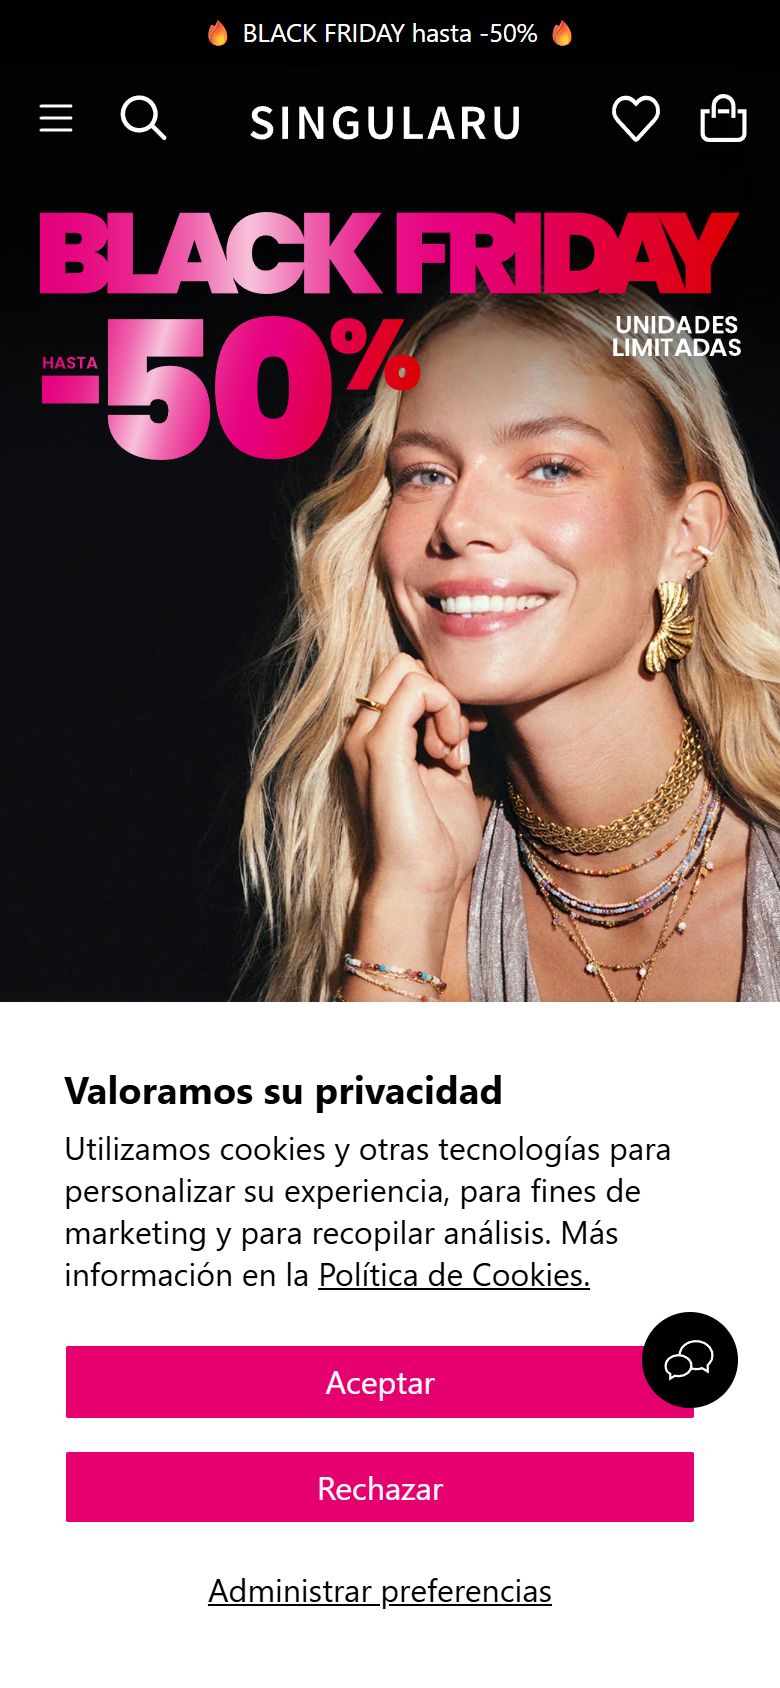 🔥 BLACK FRIDAY hasta -50% 🔥
SINGULARU
BLACK FRIDAY
HASTA
-50%
UNIDADES
LIMITADAS
Valoramos su privacidad
Utilizamos cookies y otras tecnologías para
personalizar su experiencia, para fines de
marketing y para recopilar análisis. Más
información en la Política de Cookies.
Aceptar
Rechazar
Administrar preferencias